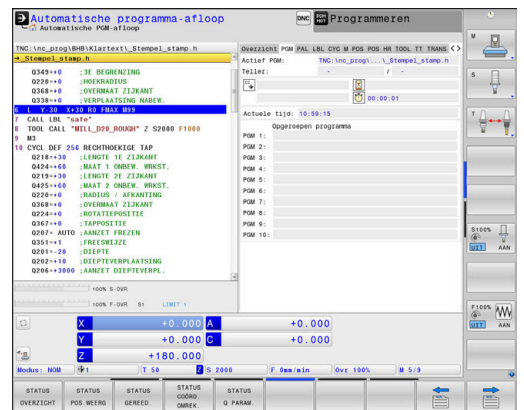 Automatische programma-afloop
Automatische PGM-afloop
DNC
Programmeren
TNC:\nc_prog\BHB\Klartext\_Stempel_stamp.h
→_Stempel_stamp.h
Q349=+0 ;3E BEGRENZING
Q220=+0 ;HOEKRADIUS
Q368=+0 ;OVERMAAT ZIJKANT
Q338=+0 ;VERPLAATSING NABEW.
6 L Y-30 X+30 R0 FMAX M99
7 CALL LBL "safe"
8 TOOL CALL "MILL_D20_ROUGH" Z S2000 F1000
9 M3
10 CYCL DEF 256 RECHTHOEKIGE TAP
Q218=+30 ;LENGTE 1E ZIJKANT
Q424=+60 ;MAAT 1 ONBEW. WRKST.
Q219=+30 ;LENGTE 2E ZIJKANT
Q425=+60 ;MAAT 2 ONBEW. WRKST.
Q220=+0 ;RADIUS / AFKANTING
Q368=+0 ;OVERMAAT ZIJKANT
Q224=+0 ;ROTATIEPOSITIE
Q367=+0 ;TAPPOSITIE
Q207= AUTO ;AANZET FREZEN
Q351=+1 ;FREESWIJZE
Q201=-20 ;DIEPTE
Q202=+10 ;DIEPTEVERPLAATSING
Q206=+3000 ;AANZET DIEPTEVERPL.
Overzicht PGM PAL LBL CYC M POS POS HR TOOL TT TRANS
Actief PGM: TNC:\nc_prog\...\_Stempel_stamp.h
Teller: - / -
00:00:01
Actuele tijd: 10:59:15
Opgeroepen programma
PGM 1:
PGM 2:
PGM 3:
PGM 4:
PGM 5:
PGM 6:
PGM 7:
PGM 8:
PGM 9:
PGM 10:
100% S-OVR
100% F-OVR S1 LIMIT 1
X +0.000 A +0.000
Y +0.000 C +0.000
Z +180.000
Modus: NOM 1 T 50 Z S 2000 F 0mm/min Ovr 100% M 5/9
STATUS OVERZICHT
STATUS POS.WEERG
STATUS GEREED.
STATUS COÖRD. OMREK.
STATUS Q PARAM.
M
S
T
S100%
UIT AAN
F100%
UIT AAN